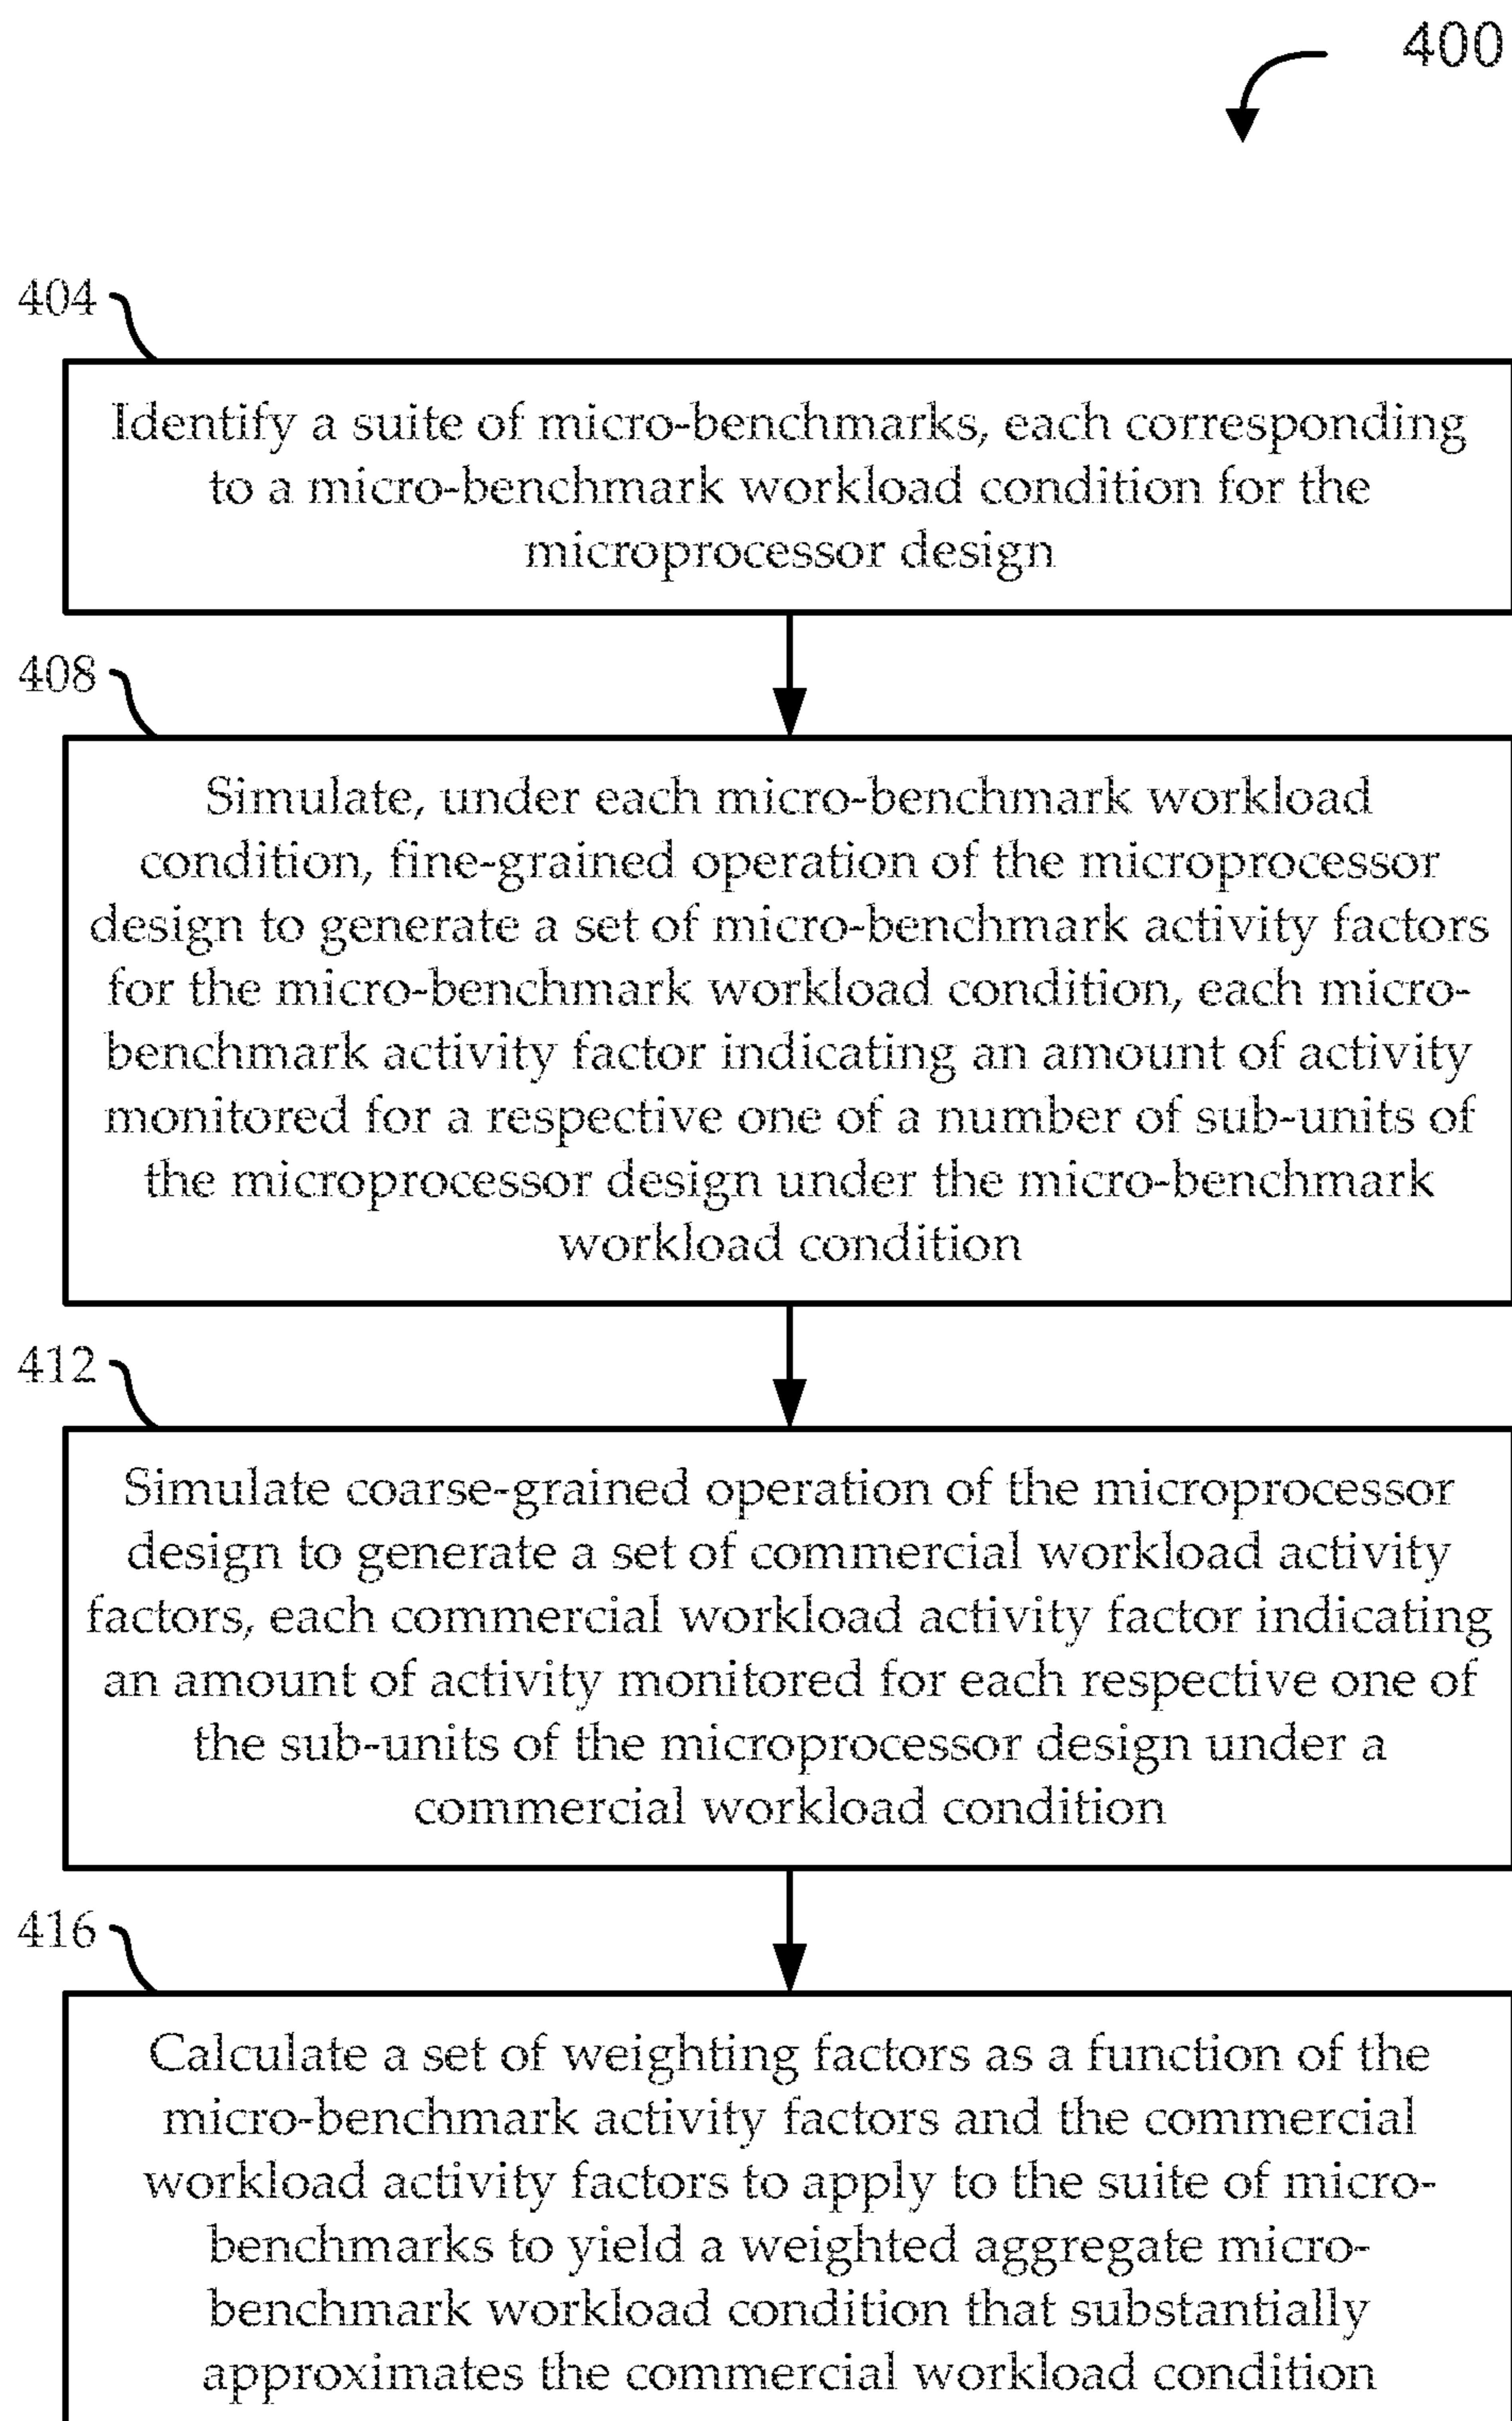 400
404
Identify a suite of micro-benchmarks, each corresponding
to a micro-benchmark workload condition for the
microprocessor design
408
Simulate, under each micro-benchmark workload
condition, fine-grained operation of the microprocessor
design to generate a set of micro-benchmark activity factors
for the micro-benchmark workload condition, each micro-
benchmark activity factor indicating an amount of activity
monitored for a respective one of a number of sub-units of
the microprocessor design under the micro-benchmark
workload condition
412
Simulate coarse-grained operation of the microprocessor
design to generate a set of commercial workload activity
factors, each commercial workload activity factor indicating
an amount of activity monitored for each respective one of
the sub-units of the microprocessor design under a
commercial workload condition
416
Calculate a set of weighting factors as a function of the
micro-benchmark activity factors and the commercial
workload activity factors to apply to the suite of micro-
benchmarks to yield a weighted aggregate micro-
benchmark workload condition that substantially
approximates the commercial workload condition